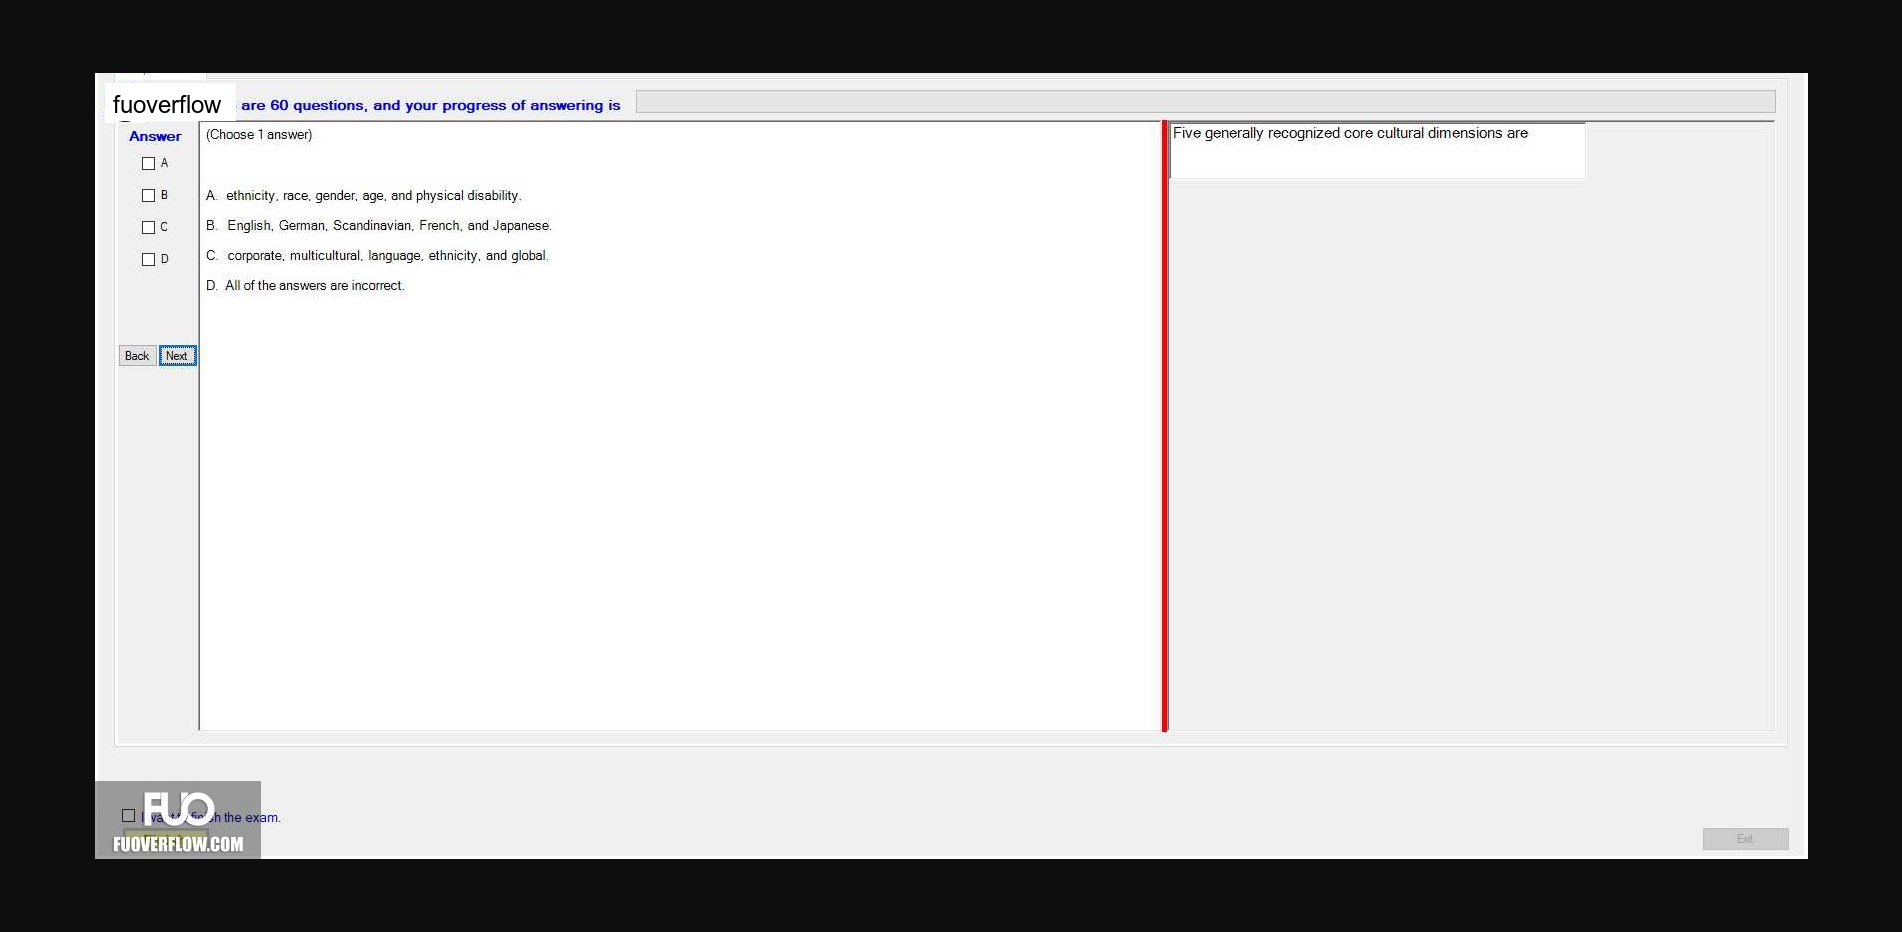 fuoverflow
are 60 questions, and your progress of answering is
Answer
(Choose 1 answer)
Five generally recognized core cultural dimensions are
A
B
C
D
A. ethnicity, race, gender, age, and physical disability.
B. English, German, Scandinavian, French, and Japanese.
C. corporate, multicultural, language, ethnicity, and global.
D. All of the answers are incorrect.
Back Next
FUO
the exam.
FUOVERFLOW.COM
Exit